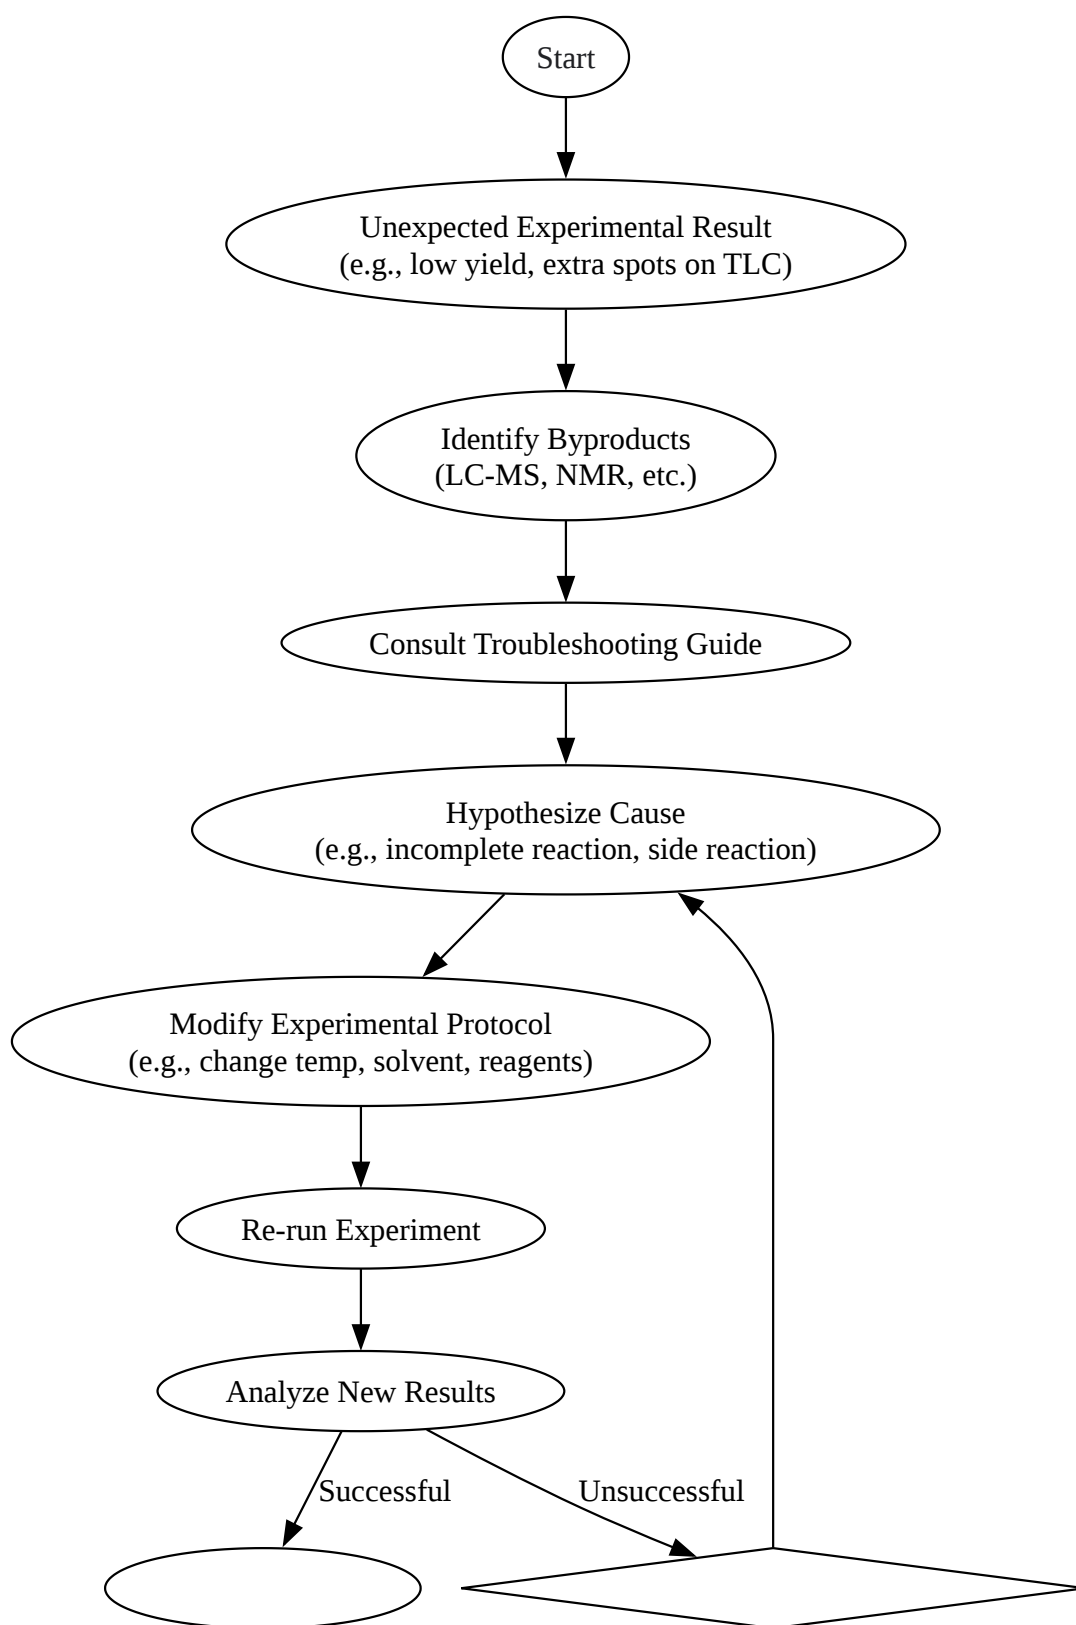 Start
Unexpected Experimental Result
(e.g., low yield, extra spots on TLC)
Identify Byproducts
(LC-MS, NMR, etc.)
Consult Troubleshooting Guide
Hypothesize Cause
(e.g., incomplete reaction, side reaction)
Modify Experimental Protocol
(e.g., change temp, solvent, reagents)
Re-run Experiment
Analyze New Results
Successful
Unsuccessful